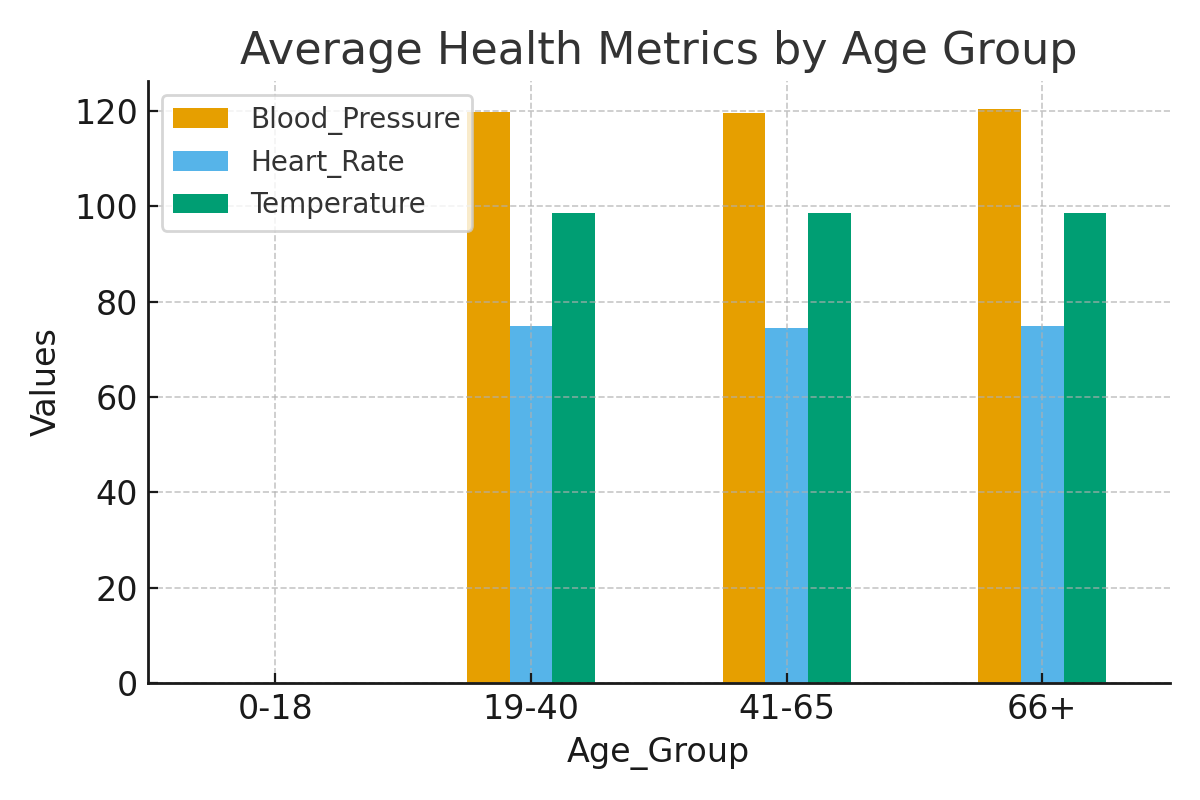 Average Health Metrics by Age Group
Blood_Pressure
Heart_Rate
Temperature
120
100
80
60
40
20
0
Values
0-18 19-40 41-65 66+
Age_Group